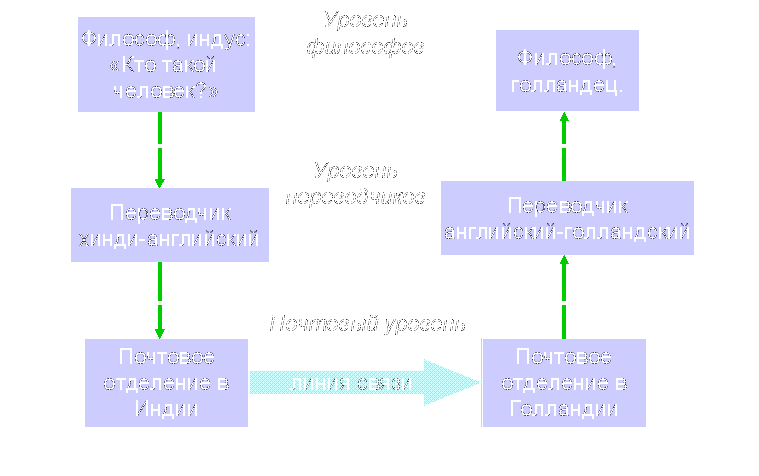 Философ, индус:
«Кто такой
человек?»
Уровень
философов
Философ,
голландец.
Уровень
переводчиков
Переводчик
хинди-английский
Переводчик
английский-голландский
Почтовый уровень
Почтовое
отделение в
Индии
линия связи
Почтовое
отделение в
Голландии